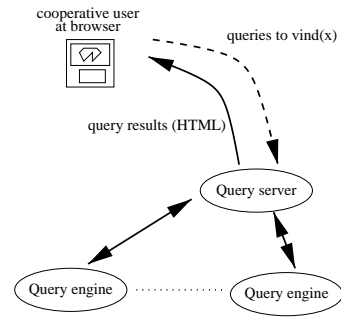 cooperative user
at browser
queries to vind(x)
query results (HTML)
Query server
Query engine
Query engine